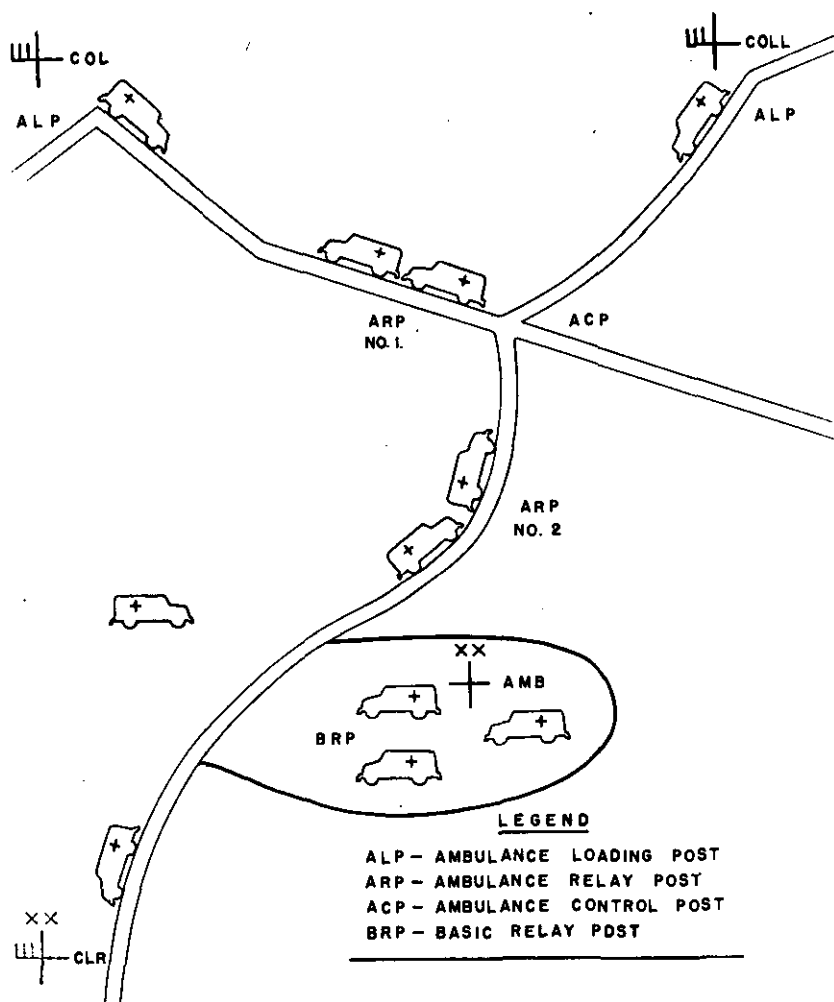 COL
COLL
ALP
ALP
ARP
NO. 1.
ACP
ARP
NO. 2
XX
AMB
BRP
LEGEND
ALP – AMBULANCE LOADING POST
ARP – AMBULANCE RELAY POST
ACP – AMBULANCE CONTROL POST
BRP – BASIC RELAY POST
XX
CLR